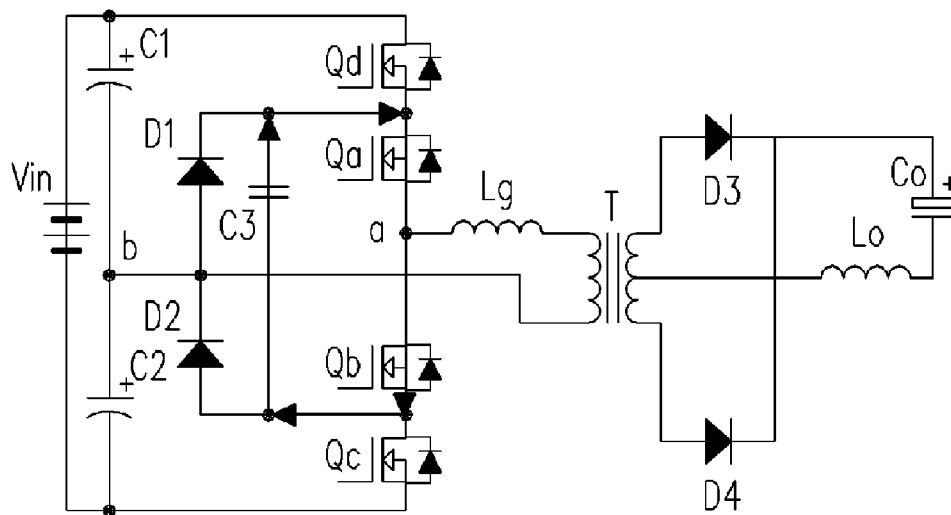 C1
Qd
D1
Qa
Vin
C3
a
Lg
T
D3
Co
Lo
b
D2
C2
Qb
Qc
D4
+
+
+